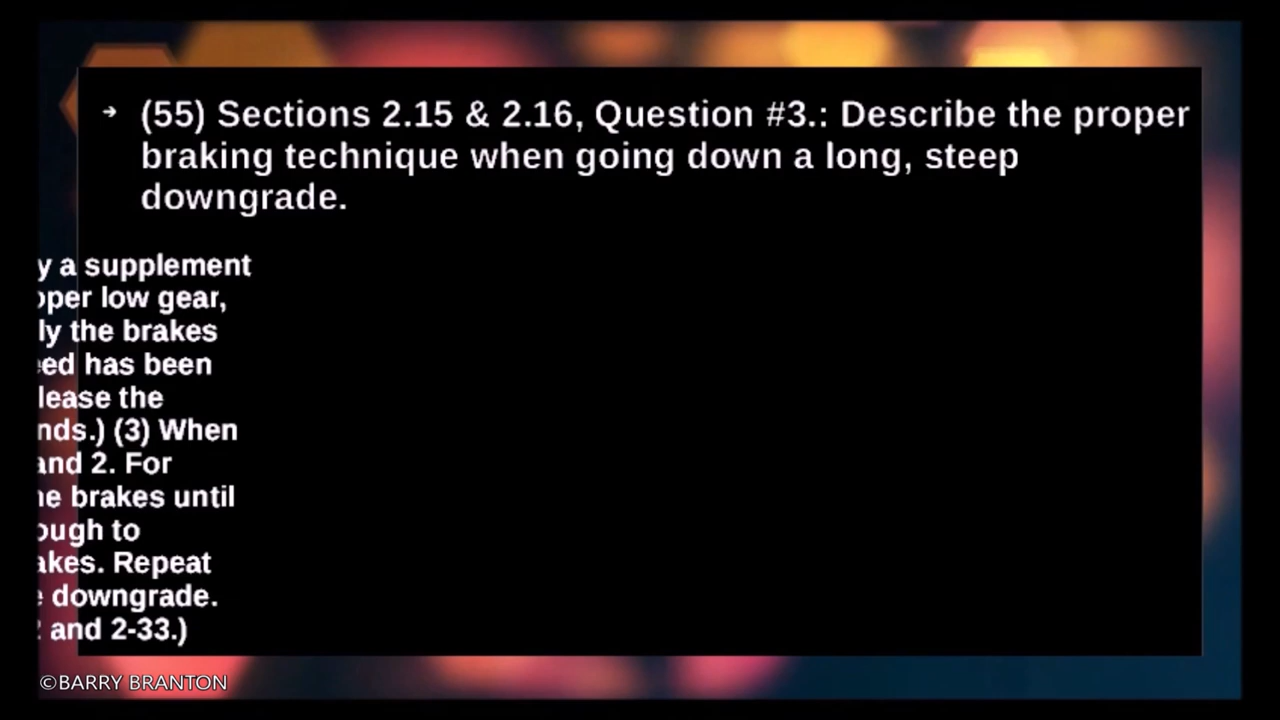 → (55) Sections 2.15 & 2.16, Question #3.: Describe the proper
braking technique when going down a long, steep
downgrade.
y a supplement
oper low gear,
ly the brakes
eed has been
lease the
nds.) (3) When
and 2. For
he brakes until
ough to
akes. Repeat
e downgrade.
and 2-33.)
©BARRY BRANTON